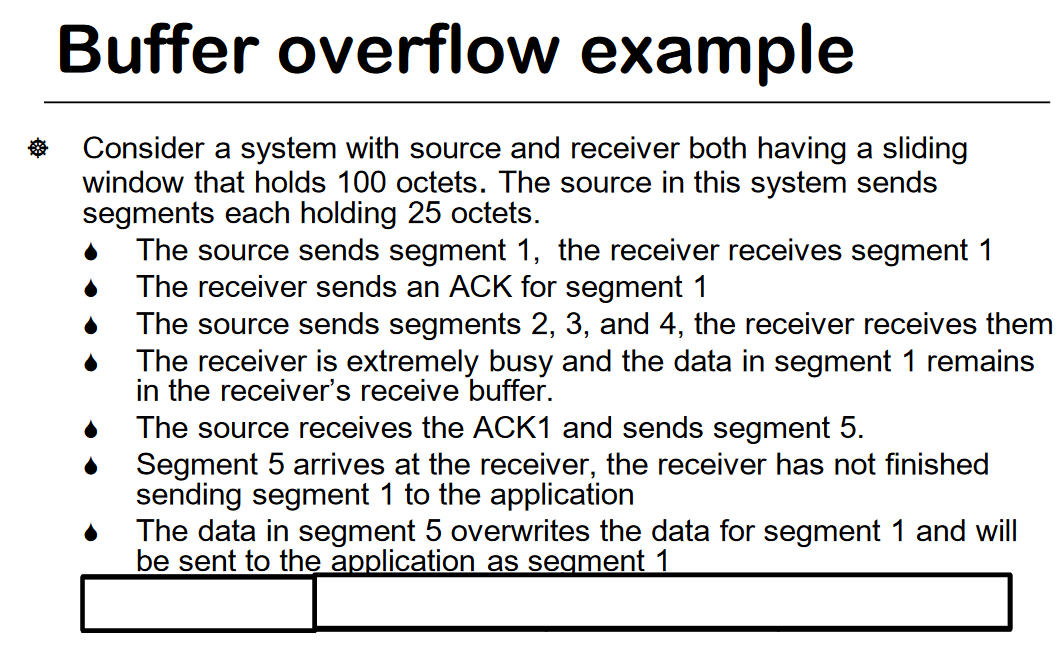 Buffer overflow example
Consider a system with source and receiver both having a sliding
window that holds 100 octets. The source in this system sends
segments each holding 25 octets.
The source sends segment 1, the receiver receives segment 1
The receiver sends an ACK for segment 1
The source sends segments 2, 3, and 4, the receiver receives them
The receiver is extremely busy and the data in segment 1 remains
in the receiver’s receive buffer.
The source receives the ACK1 and sends segment 5.
Segment 5 arrives at the receiver, the receiver has not finished
sending segment 1 to the application
The data in segment 5 overwrites the data for segment 1 and will
be sent to the application as segment 1